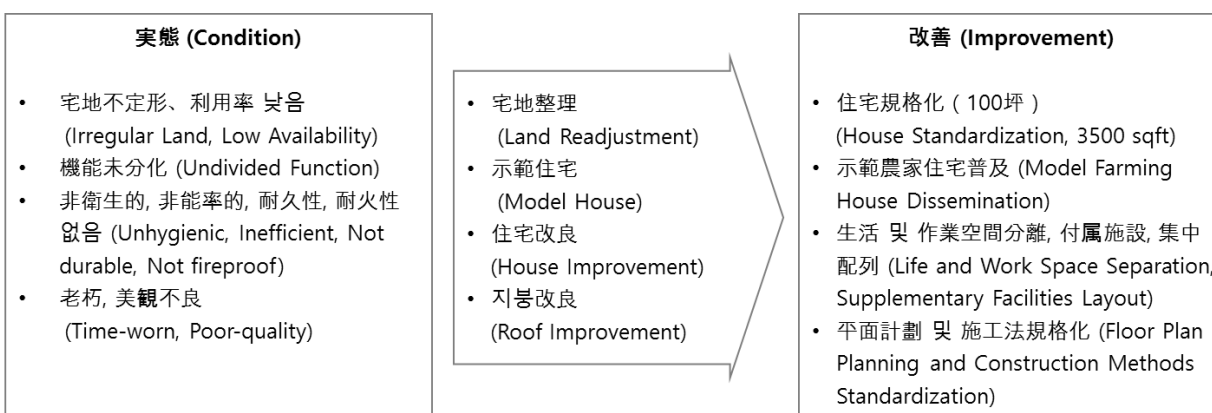 実態 (Condition)
• 宅地不定形、利用率 낮음
(Irregular Land, Low Availability)
• 機能未分化 (Undivided Function)
• 非衛生的, 非能率的, 耐久性, 耐火性
없음 (Unhygienic, Inefficient, Not
durable, Not fireproof)
• 老朽, 美観不良
(Time-worn, Poor-quality)
• 宅地整理
(Land Readjustment)
• 示範住宅
(Model House)
• 住宅改良
(House Improvement)
• 지붕改良
(Roof Improvement)
改善 (Improvement)
• 住宅規格化 ( 100坪 )
(House Standardization, 3500 sqft)
• 示範農家住宅普及 (Model Farming
House Dissemination)
• 生活 및 作業空間分離, 付属施設, 集中
配列 (Life and Work Space Separation,
Supplementary Facilities Layout)
• 平面計劃 및 施工法規格化 (Floor Plan
Planning and Construction Methods
Standardization)